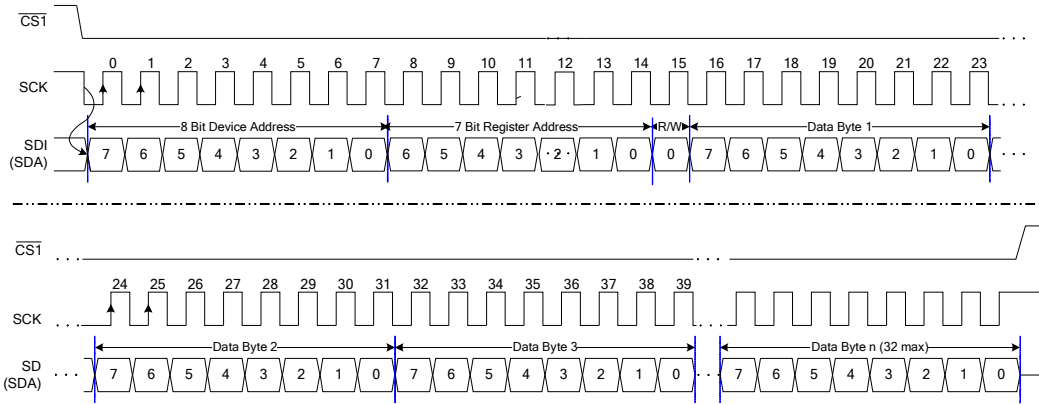 CS1
0 1 2 3 4 5 6 7 8 9 10 11 12 13 14 15 16 17 18 19 20 21 22 23
SCK
8 Bit Device Address 7 Bit Register Address R/W Data Byte 1
SDI
(SDA)
7 6 5 4 3 2 1 0 6 5 4 3 2 1 0 0 7 6 5 4 3 2 1 0
CS1
24 25 26 27 28 29 30 31 32 33 34 35 36 37 38 39
SCK
Data Byte 2 Data Byte 3 Data Byte n (32 max)
SD
(SDA)
7 6 5 4 3 2 1 0 7 6 5 4 3 2 1 0 7 6 5 4 3 2 1 0